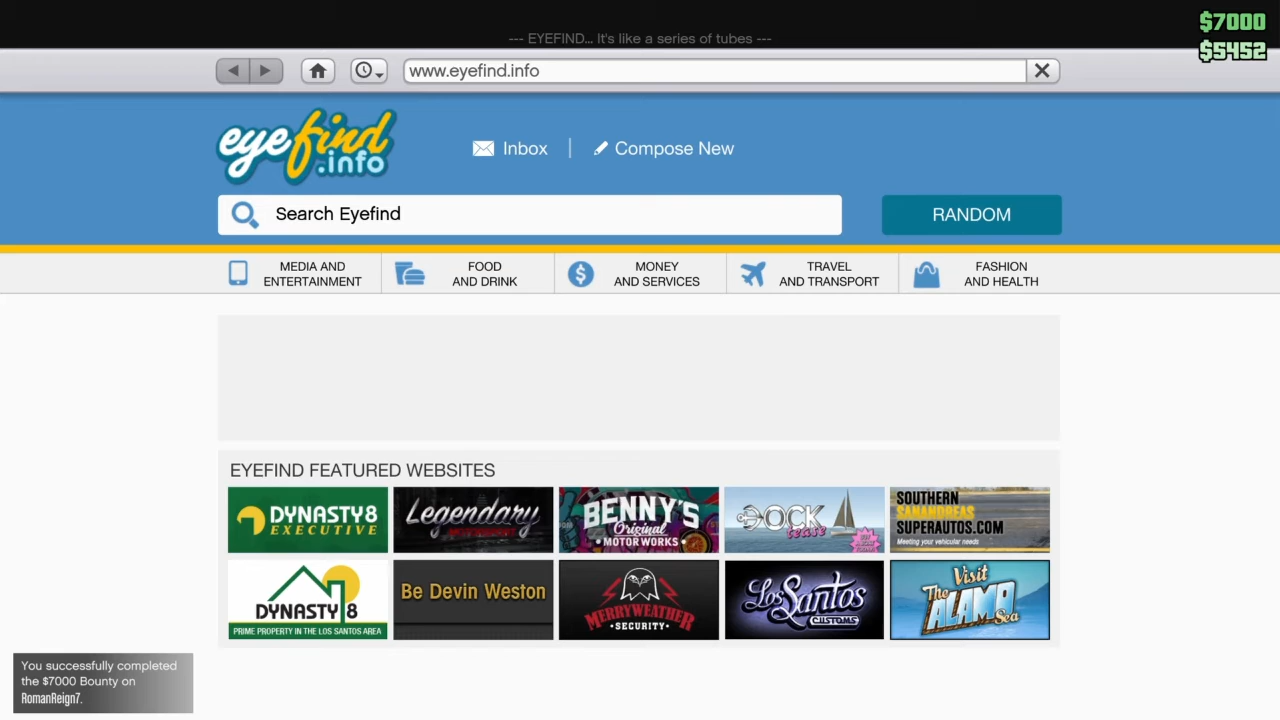 $7000
--- EYEFIND... It's like a series of tubes ---
$5452
www.eyefind.info
eyefind
.info
Inbox
Compose New
Search Eyefind
RANDOM
MEDIA AND
ENTERTAINMENT
FOOD
AND DRINK
MONEY
AND SERVICES
TRAVEL
AND TRANSPORT
FASHION
AND HEALTH
EYEFIND FEATURED WEBSITES
DYNASTY8
EXECUTIVE
Legendary
MOTORSPORT
BENNY'S
Original
MOTORWORKS
DOCK
tease
SOUTHERN
SANANDREAS
SUPERAUTOS.COM
Meeting your vehicular needs
DYNASTY 8
PRIME PROPERTY IN THE LOS SANTOS AREA
Be Devin Weston
MERRYWEATHER
SECURITY
Los Santos
CUSTOMS
Visit
The
ALAMO
Sea
You successfully completed
the $7000 Bounty on
RomanReign7.